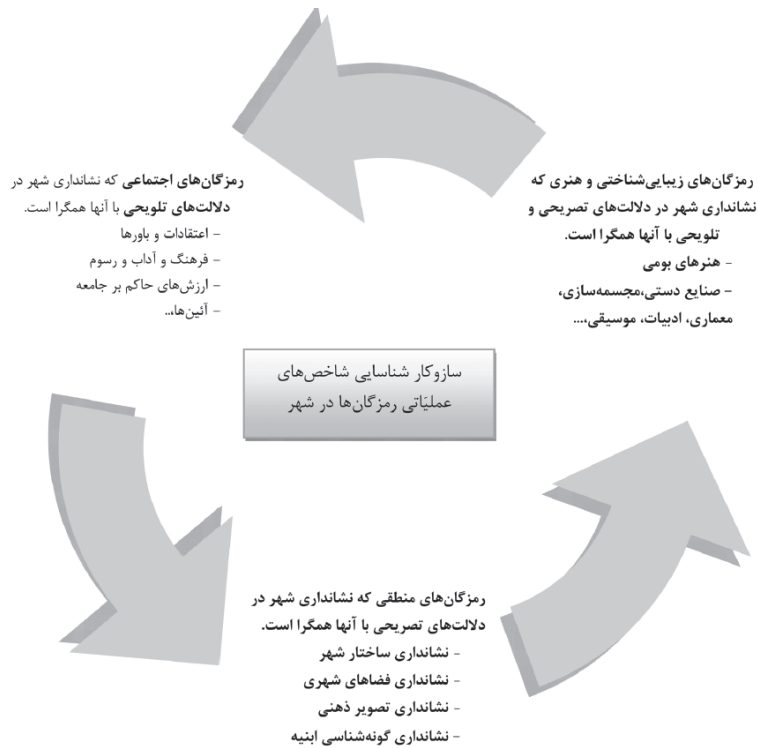 رمزگان‌های زیبایی‌شناختی و هنری که
نشانداری شهر در دلالت‌های تصریحی و
تلویحی با آنها همگرا است.
- هنرهای بومی
- صنایع دستی،مجسمه‌سازی،
معماری، ادبیات، موسیقی،...
رمزگان‌های اجتماعی که نشانداری شهر در
دلالت‌های تلویحی با آنها همگرا است.
- اعتقادات و باورها
- فرهنگ و آداب و رسوم
- ارزش‌های حاکم بر جامعه
- آئین‌ها،..
سازوکار شناسایی شاخص‌های
عملیّاتی رمزگان‌ها در شهر
رمزگان‌های منطقی که نشانداری شهر در
دلالت‌های تصریحی با آنها همگرا است.
- نشانداری ساختار شهر
- نشانداری فضاهای شهری
- نشانداری تصویر ذهنی
- نشانداری گونه‌شناسی ابنیه